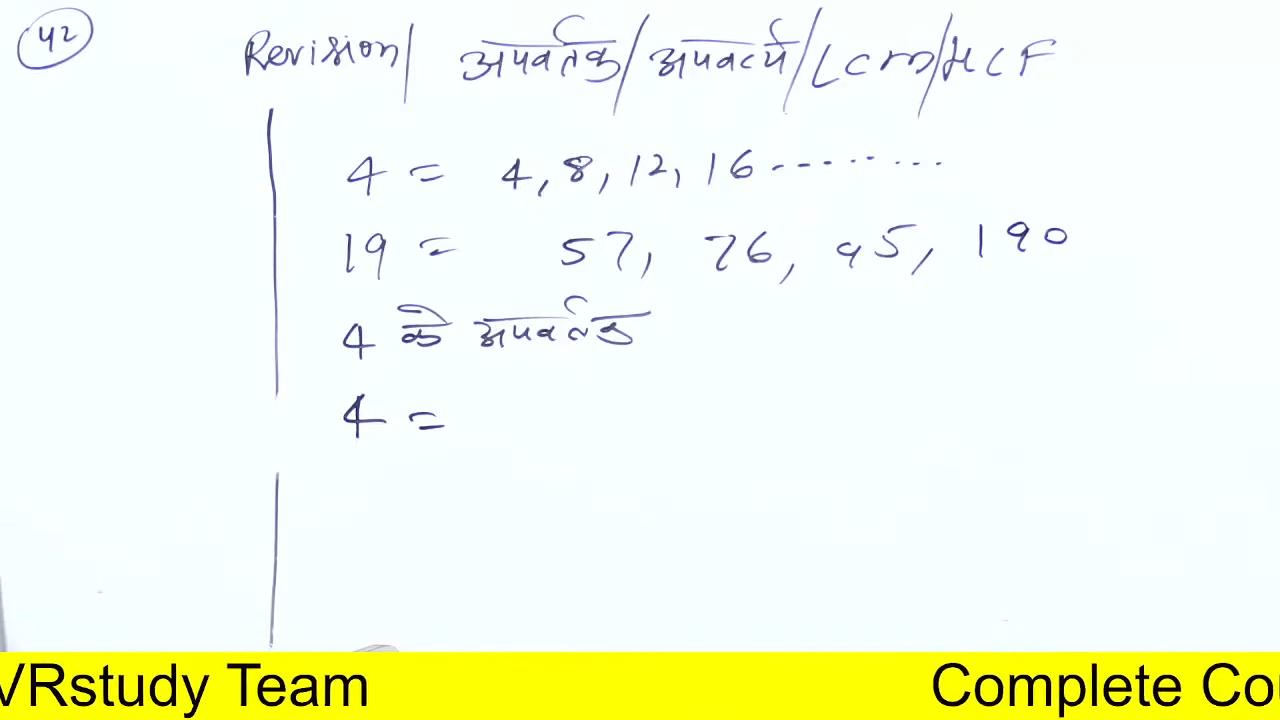 42
Revision/ अपवर्तक/अपवर्त्य/LCM/HCF
4 = 4, 8, 12, 16---......
19 = 57, 76, 95, 190
4 के अपवर्तक
4 =
VRstudy Team Complete Co